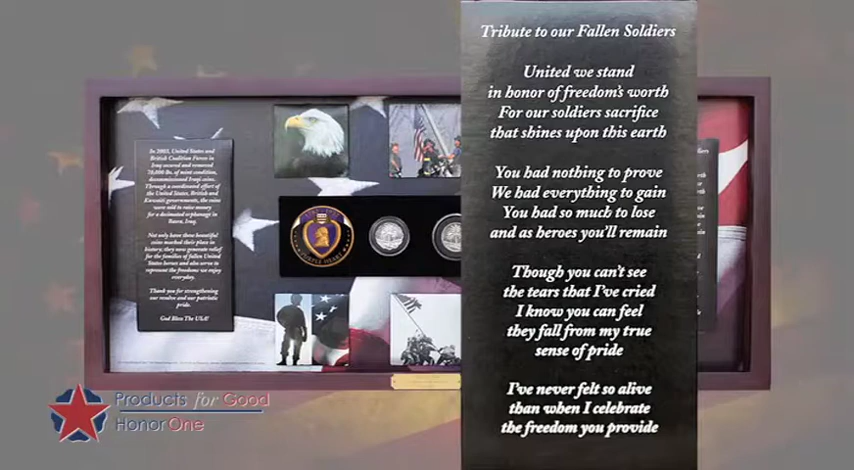 Tribute to our Fallen Soldiers
United we stand
in honor of freedom's worth
For our soldiers sacrifice
that shines upon this earth
You had nothing to prove
We had everything to gain
You had so much to lose
and as heroes you'll remain
Though you can't see
the tears that I've cried
I know you can feel
they fall from my true
sense of pride
I've never felt so alive
than when I celebrate
the freedom you provide
In 2003, United States and
British Coalition Forces in
Iraq secured and removed
of mint condition,
decommissioned Iraqi coins.
Through a coordinated effort of
the United States, British and
Kuwaiti governments, the coins
were sold to raise money
for a decimated orphanage in
Basra, Iraq.
Not only have these beautiful
coins marked their place in
history, they now generate relief
for the families of fallen United
States heroes and also serve to
represent the freedoms we enjoy
everyday.
Thank you for strengthening
our resolve and our patriotic
pride.
God Bless The USA!
PURPLE HEART
Products for Good
HonorOne